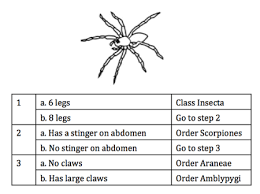 1 a. 6 legs Class Insecta
b. 8 legs Go to step 2
2 a. Has a stinger on abdomen Order Scorpiones
b. No stinger on abdomen Go to step 3
3 a. No claws Order Araneae
b. Has large claws Order Amblypygi